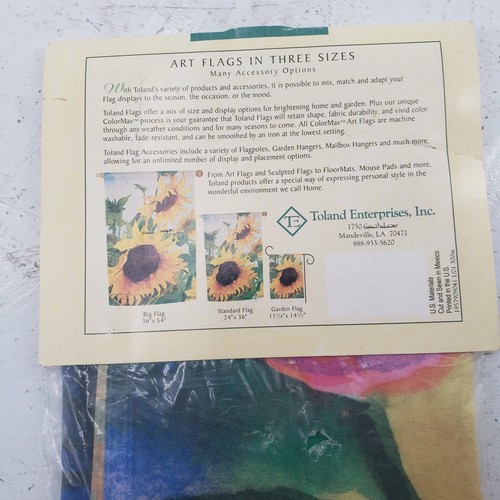 ART FLAGS IN THREE SIZES
Many Accessory Options
With Toland's variety of products and accessories, it is possible to mix, match and adapt your
Flag displays to the season, the occasion, or the mood.
Toland Flags offer a mix of size and display options for brightening home and garden. Plus our unique
ColorMax™ process is your guarantee that Toland Flags will retain shape, fabric durability, and vivid color
through any weather conditions and for many seasons to come. All ColorMax™ Art Flags are machine
washable, fade-resistant, and can be smoothed by an iron at the lowest setting.
Toland Flag Accessories include a variety of Flagpoles, Garden Hangers, Mailbox Hangers and much more,
allowing for an unlimited number of display and placement options.
From Art Flags and Sculpted Flags to FloorMats, Mouse Pads and more,
Toland products offer a special way of expressing personal style in the
wonderful environment we call Home.
TE
Toland Enterprises, Inc.
1750
Mandeville, LA 70471
888-933-5620
Big Flag
36" x 54"
Standard Flag
24" x 36"
Garden Flag
U.S. Materials
Cut and Sewn in Mexico
Printed in the U.S.